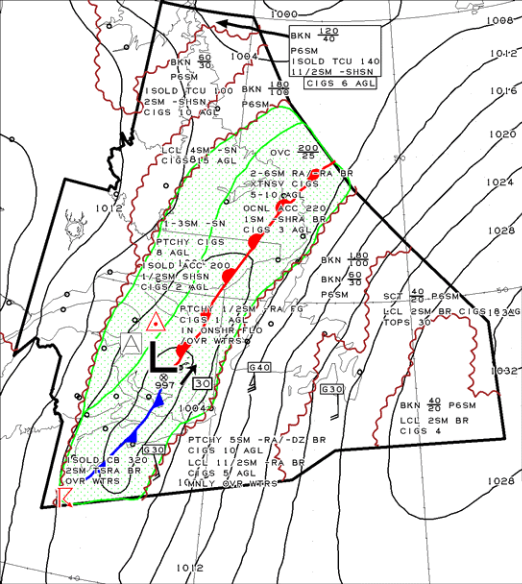 1000
1008
BKN 120/40
P6SM
ISOLD TCU 140
11/2SM -SHSN
CIGS 6 AGL
1004
BKN 60/30
P6SM
ISOLD TCU 100
2SM -SHSN
CIGS 10 AGL
BKN 180/100
P6SM
1016
1020
LCL 4SM -SN
CIGS 15 AGL
OVC 200/25
2-6SM RA -RA BR
XTNSV CIGS
5-10 AGL
OCNL ACC 220
1SM -SHRA BR
CIGS 3 AGL
1024
1012
1-3SM -SN
PTCHY CIGS
8 AGL
ISOLD ACC 200
1/2SM SHSN
CIGS 2 AGL
1028
BKN 180/100
BKN 60/30
P6SM
SCT 40/20 P6SM
LCL 2SM BR CIGS
TOPS 30
PTCHY 1/2SM -RA FG
CIGS 1 AGL
IN ONSHR FLO
/OVR WTRS
L
997
30
G40
G30
1032
1004
BKN 40/20 P6SM
LCL 2SM BR
CIGS 4
G30
PTCHY 5SM -RA/-DZ BR
CIGS 10 AGL
LCL 11/2SM -RA BR
CIGS 5 AGL
MNLY OVR WTRS
ISOLD CB 320
2SM TSRA BR
OVR WTRS
1028
1012
40